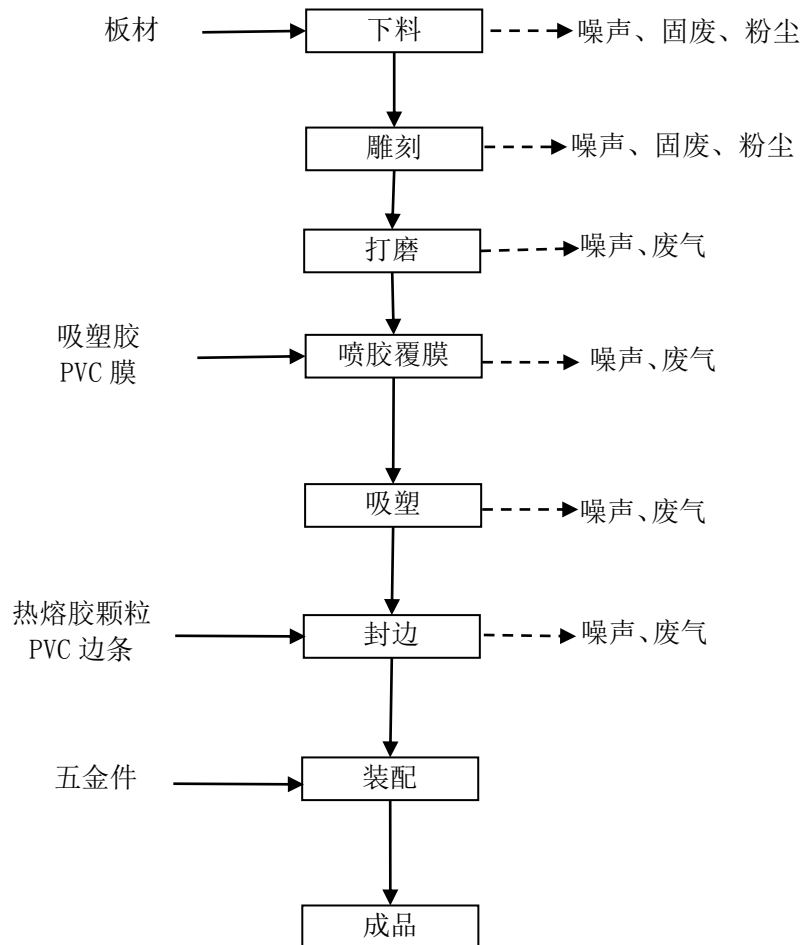 板材
下料
噪声、固废、粉尘
雕刻
噪声、固废、粉尘
打磨
噪声、废气
吸塑胶
PVC 膜
喷胶覆膜
噪声、废气
吸塑
噪声、废气
热熔胶颗粒
PVC 边条
封边
噪声、废气
五金件
装配
成品